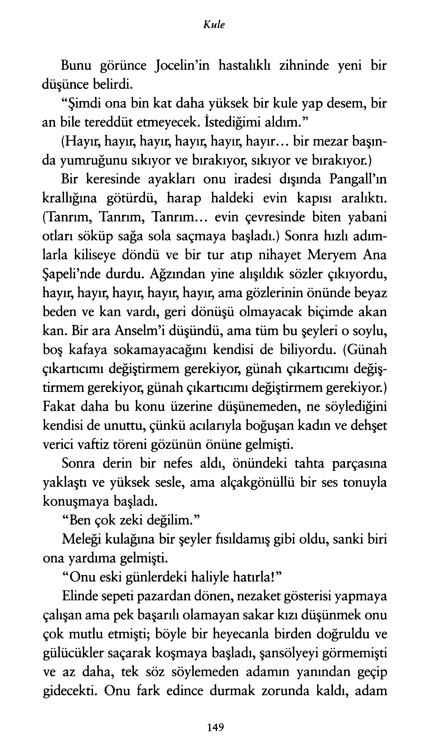 Kule
Bunu görünce Jocelin'in hastalıklı zihninde yeni bir
düşünce belirdi.
“Şimdi ona bin kat daha yüksek bir kule yap desem, bir
an bile tereddüt etmeyecek. İstediğimi aldım.”
(Hayır, hayır, hayır, hayır, hayır, hayır… bir mezar başın-
da yumruğunu sıkıyor ve bırakıyor, sıkıyor ve bırakıyor.)
Bir keresinde ayakları onu iradesi dışında Pangall'ın
krallığına götürdü, harap haldeki evin kapısı aralıktı.
(Tanrım, Tanrım, Tanrım… evin çevresinde biten yabani
otları söküp sağa sola saçmaya başladı.) Sonra hızlı adım-
larla kiliseye döndü ve bir tur atıp nihayet Meryem Ana
Şapeli'nde durdu. Ağzından yine alışıldık sözler çıkıyordu,
hayır, hayır, hayır, hayır, hayır, ama gözlerinin önünde beyaz
beden ve kan vardı, geri dönüşü olmayacak biçimde akan
kan. Bir ara Anselm'i düşündü, ama tüm bu şeyleri o soylu,
boş kafaya sokamayacağını kendisi de biliyordu. (Günah
çıkartıcımı değiştirmem gerekiyor, günah çıkartıcımı değiş-
tirmem gerekiyor, günah çıkartıcımı değiştirmem gerekiyor.)
Fakat daha bu konu üzerine düşünemeden, ne söylediğini
kendisi de unuttu, çünkü acılarıyla boğuşan kadın ve dehşet
verici vaftiz töreni gözünün önüne gelmişti.
Sonra derin bir nefes aldı, önündeki tahta parçasına
yaklaştı ve yüksek sesle, ama alçakgönüllü bir ses tonuyla
konuşmaya başladı.
“Ben çok zeki değilim.”
Meleği kulağına bir şeyler fısıldamış gibi oldu, sanki biri
ona yardıma gelmişti.
“Onu eski günlerdeki haliyle hatırla!”
Elinde sepeti pazardan dönen, nezaket gösterisi yapmaya
çalışan ama pek başarılı olamayan sakar kızı düşünmek onu
çok mutlu etmişti; böyle bir heyecanla birden doğruldu ve
gülücükler saçarak koşmaya başladı, şansölyeyi görmemişti
ve az daha, tek söz söylemeden adamın yanından geçip
gidecekti. Onu fark edince durmak zorunda kaldı, adam
149